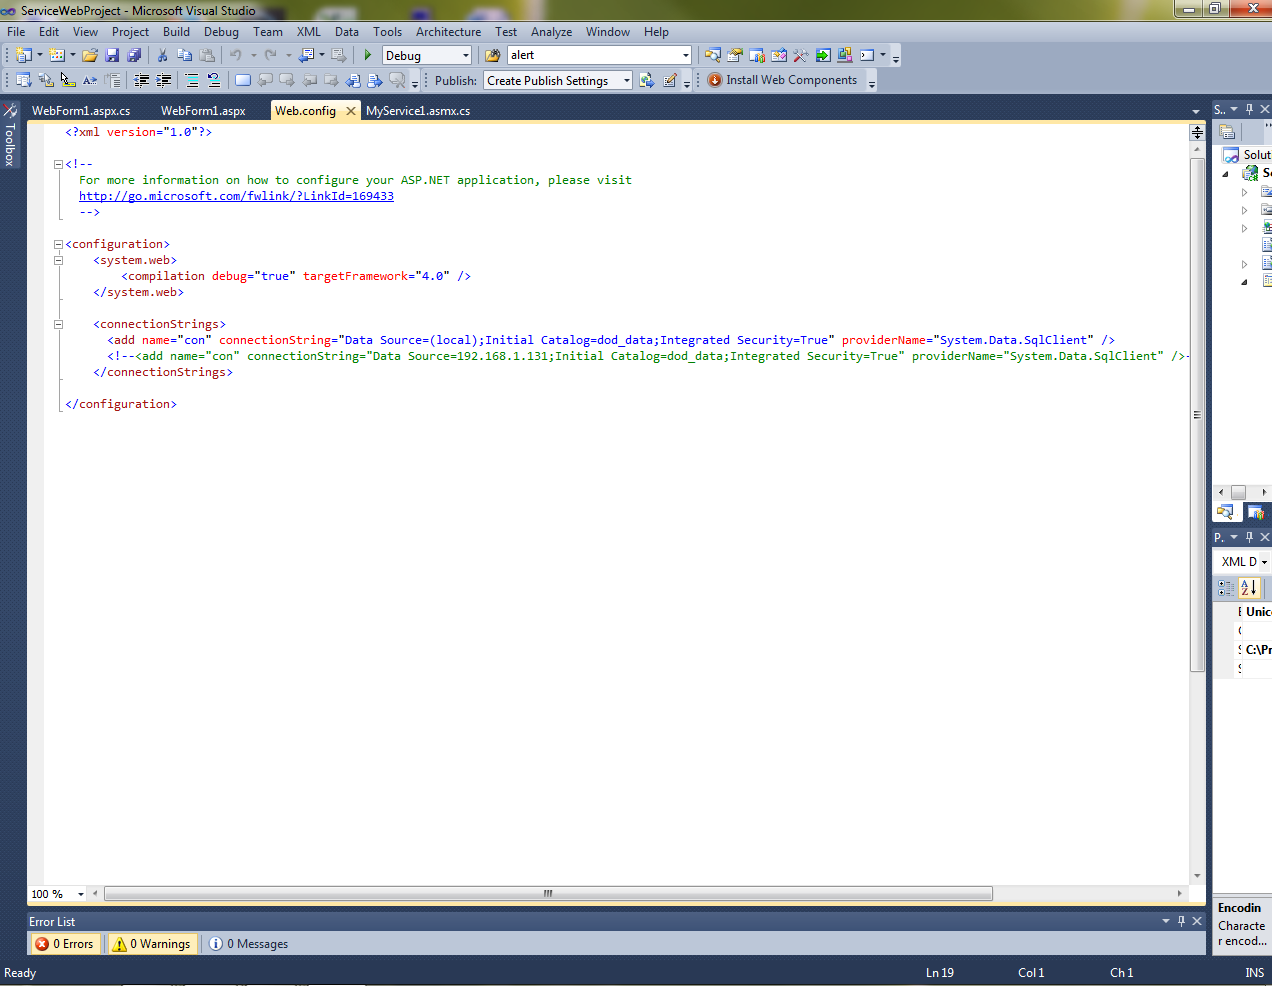 ServiceWebProject - Microsoft Visual Studio
File Edit View Project Build Debug Team XML Data Tools Architecture Test Analyze Window Help
Debug alert
Publish: Create Publish Settings Install Web Components
Toolbox
WebForm1.aspx.cs WebForm1.aspx Web.config MyService1.asmx.cs
<?xml version="1.0"?>
<!--
For more information on how to configure your ASP.NET application, please visit
http://go.microsoft.com/fwlink/?LinkId=169433
-->
<configuration>
<system.web>
<compilation debug="true" targetFramework="4.0" />
</system.web>
<connectionStrings>
<add name="con" connectionString="Data Source=(local);Initial Catalog=dod_data;Integrated Security=True" providerName="System.Data.SqlClient" />
<!--<add name="con" connectionString="Data Source=192.168.1.131;Initial Catalog=dod_data;Integrated Security=True" providerName="System.Data.SqlClient" />-
</connectionStrings>
</configuration>
100 %
S..
Solut
S
P.
XML D
Unico
C:\Pr
Encodin
Characte
r encod...
Error List
0 Errors 0 Warnings 0 Messages
Ready Ln 19 Col 1 Ch 1 INS